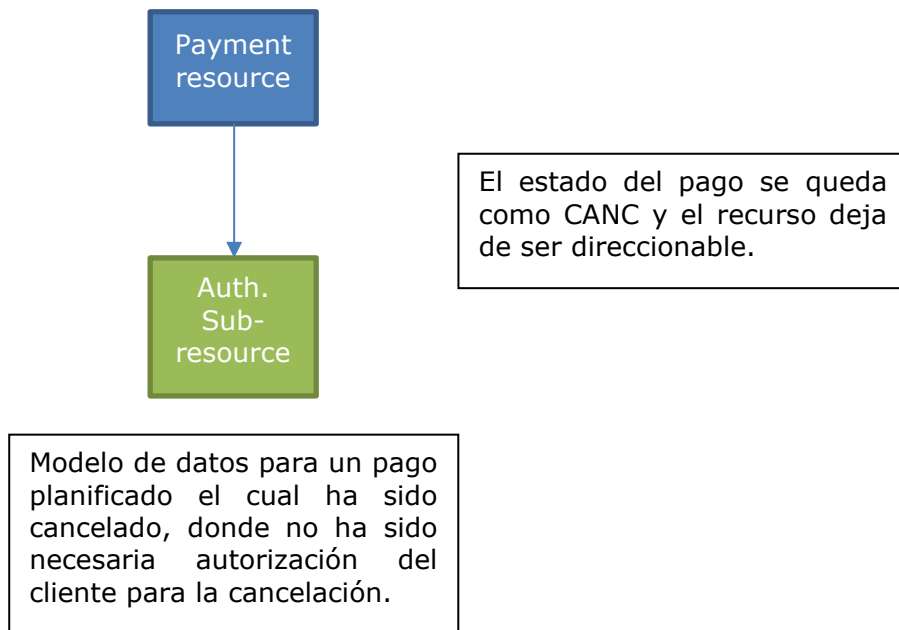 Payment
resource
El estado del pago se queda
como CANC y el recurso deja
de ser direccionable.
Auth.
Sub-
resource
Modelo de datos para un pago
planificado el cual ha sido
cancelado, donde no ha sido
necesaria autorización del
cliente para la cancelación.